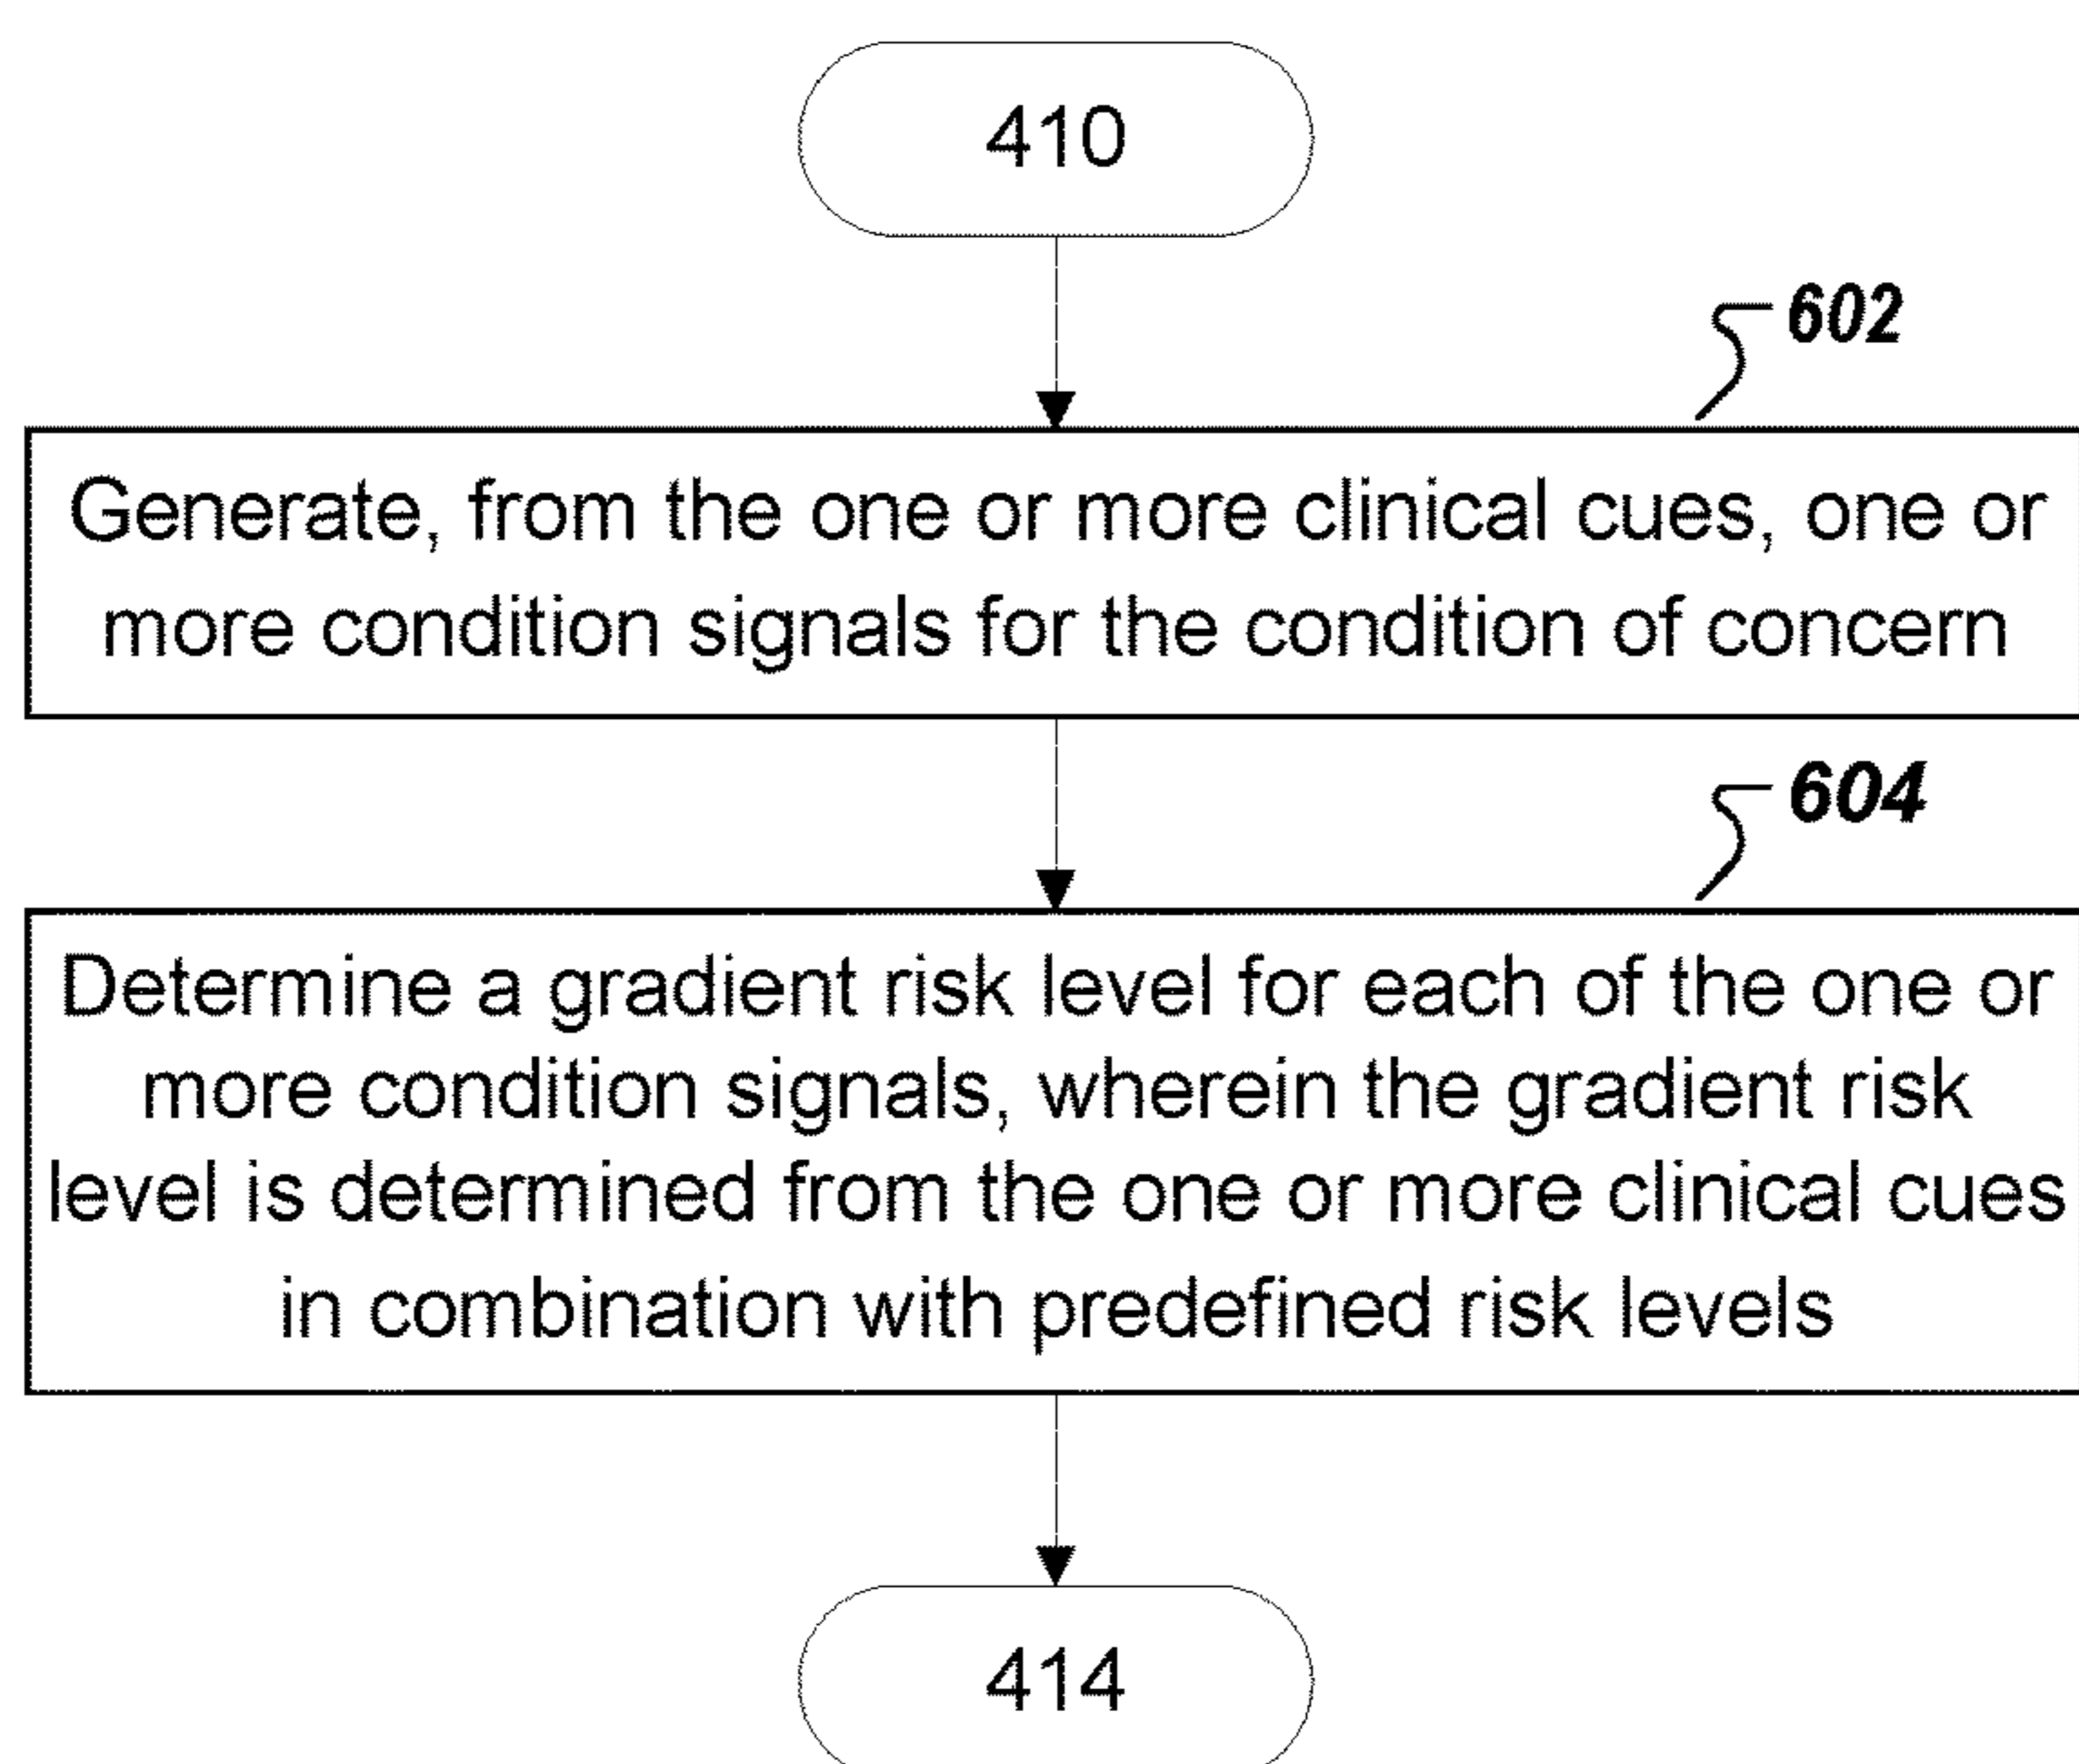 410
602
Generate, from the one or more clinical cues, one or
more condition signals for the condition of concern
604
Determine a gradient risk level for each of the one or
more condition signals, wherein the gradient risk
level is determined from the one or more clinical cues
in combination with predefined risk levels
414